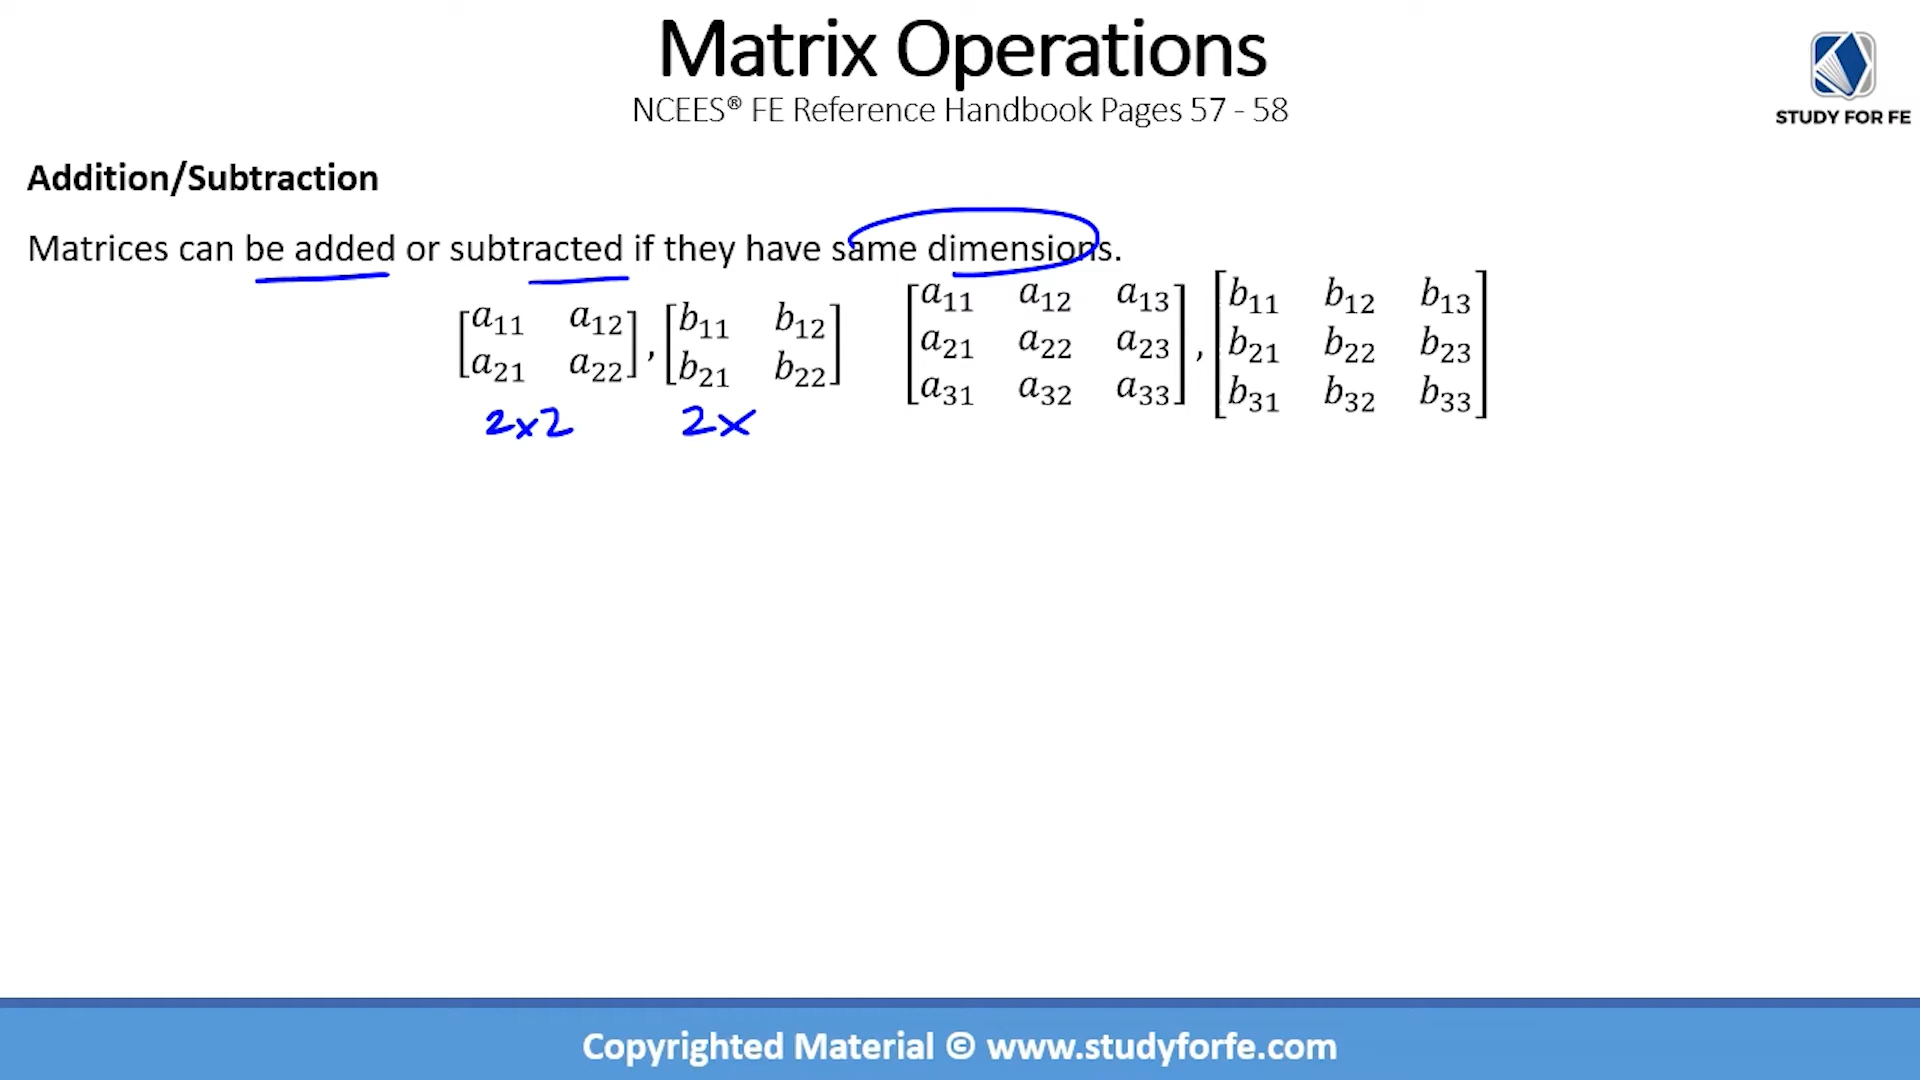 Matrix Operations
NCEES® FE Reference Handbook Pages 57 - 58
STUDY FOR FE
Addition/Subtraction
Matrices can be added or subtracted if they have same dimensions.
[a11 a12
a21 a22] , [b11 b12
b21 b22]
[a11 a12 a13
a21 a22 a23
a31 a32 a33] , [b11 b12 b13
b21 b22 b23
b31 b32 b33]
2x2 2x
Copyrighted Material © www.studyforfe.com